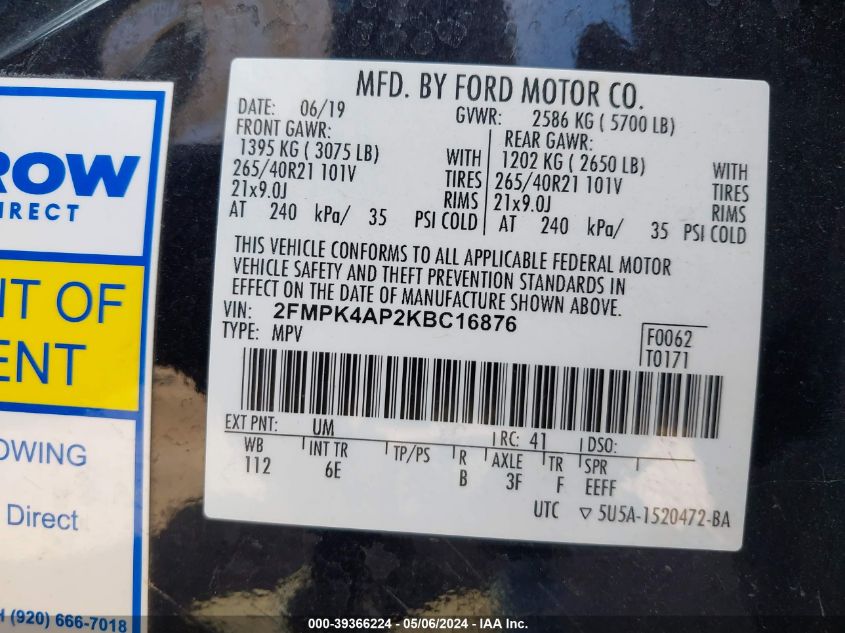 ROW
DIRECT
NT OF
ENT
OWING
Direct
H (920) 666-7018
MFD. BY FORD MOTOR CO.
DATE: 06/19 GVWR: 2586 KG ( 5700 LB)
FRONT GAWR: REAR GAWR:
1395 KG ( 3075 LB) WITH 1202 KG ( 2650 LB) WITH
265/40R21 101V TIRES 265/40R21 101V TIRES
21x9.0J RIMS 21x9.0J RIMS
AT 240 kPa/ 35 PSI COLD AT 240 kPa/ 35 PSI COLD
THIS VEHICLE CONFORMS TO ALL APPLICABLE FEDERAL MOTOR
VEHICLE SAFETY AND THEFT PREVENTION STANDARDS IN
EFFECT ON THE DATE OF MANUFACTURE SHOWN ABOVE.
VIN: 2FMPK4AP2KBC16876
TYPE: MPV F0062
T0171
EXT PNT: UM RC: 41 DSO:
WB INT TR TP/PS R AXLE TR SPR
112 6E B 3F F EEFF
UTC ▽ 5U5A-1520472-BA
000-39366224 - 05/06/2024 - IAA Inc.